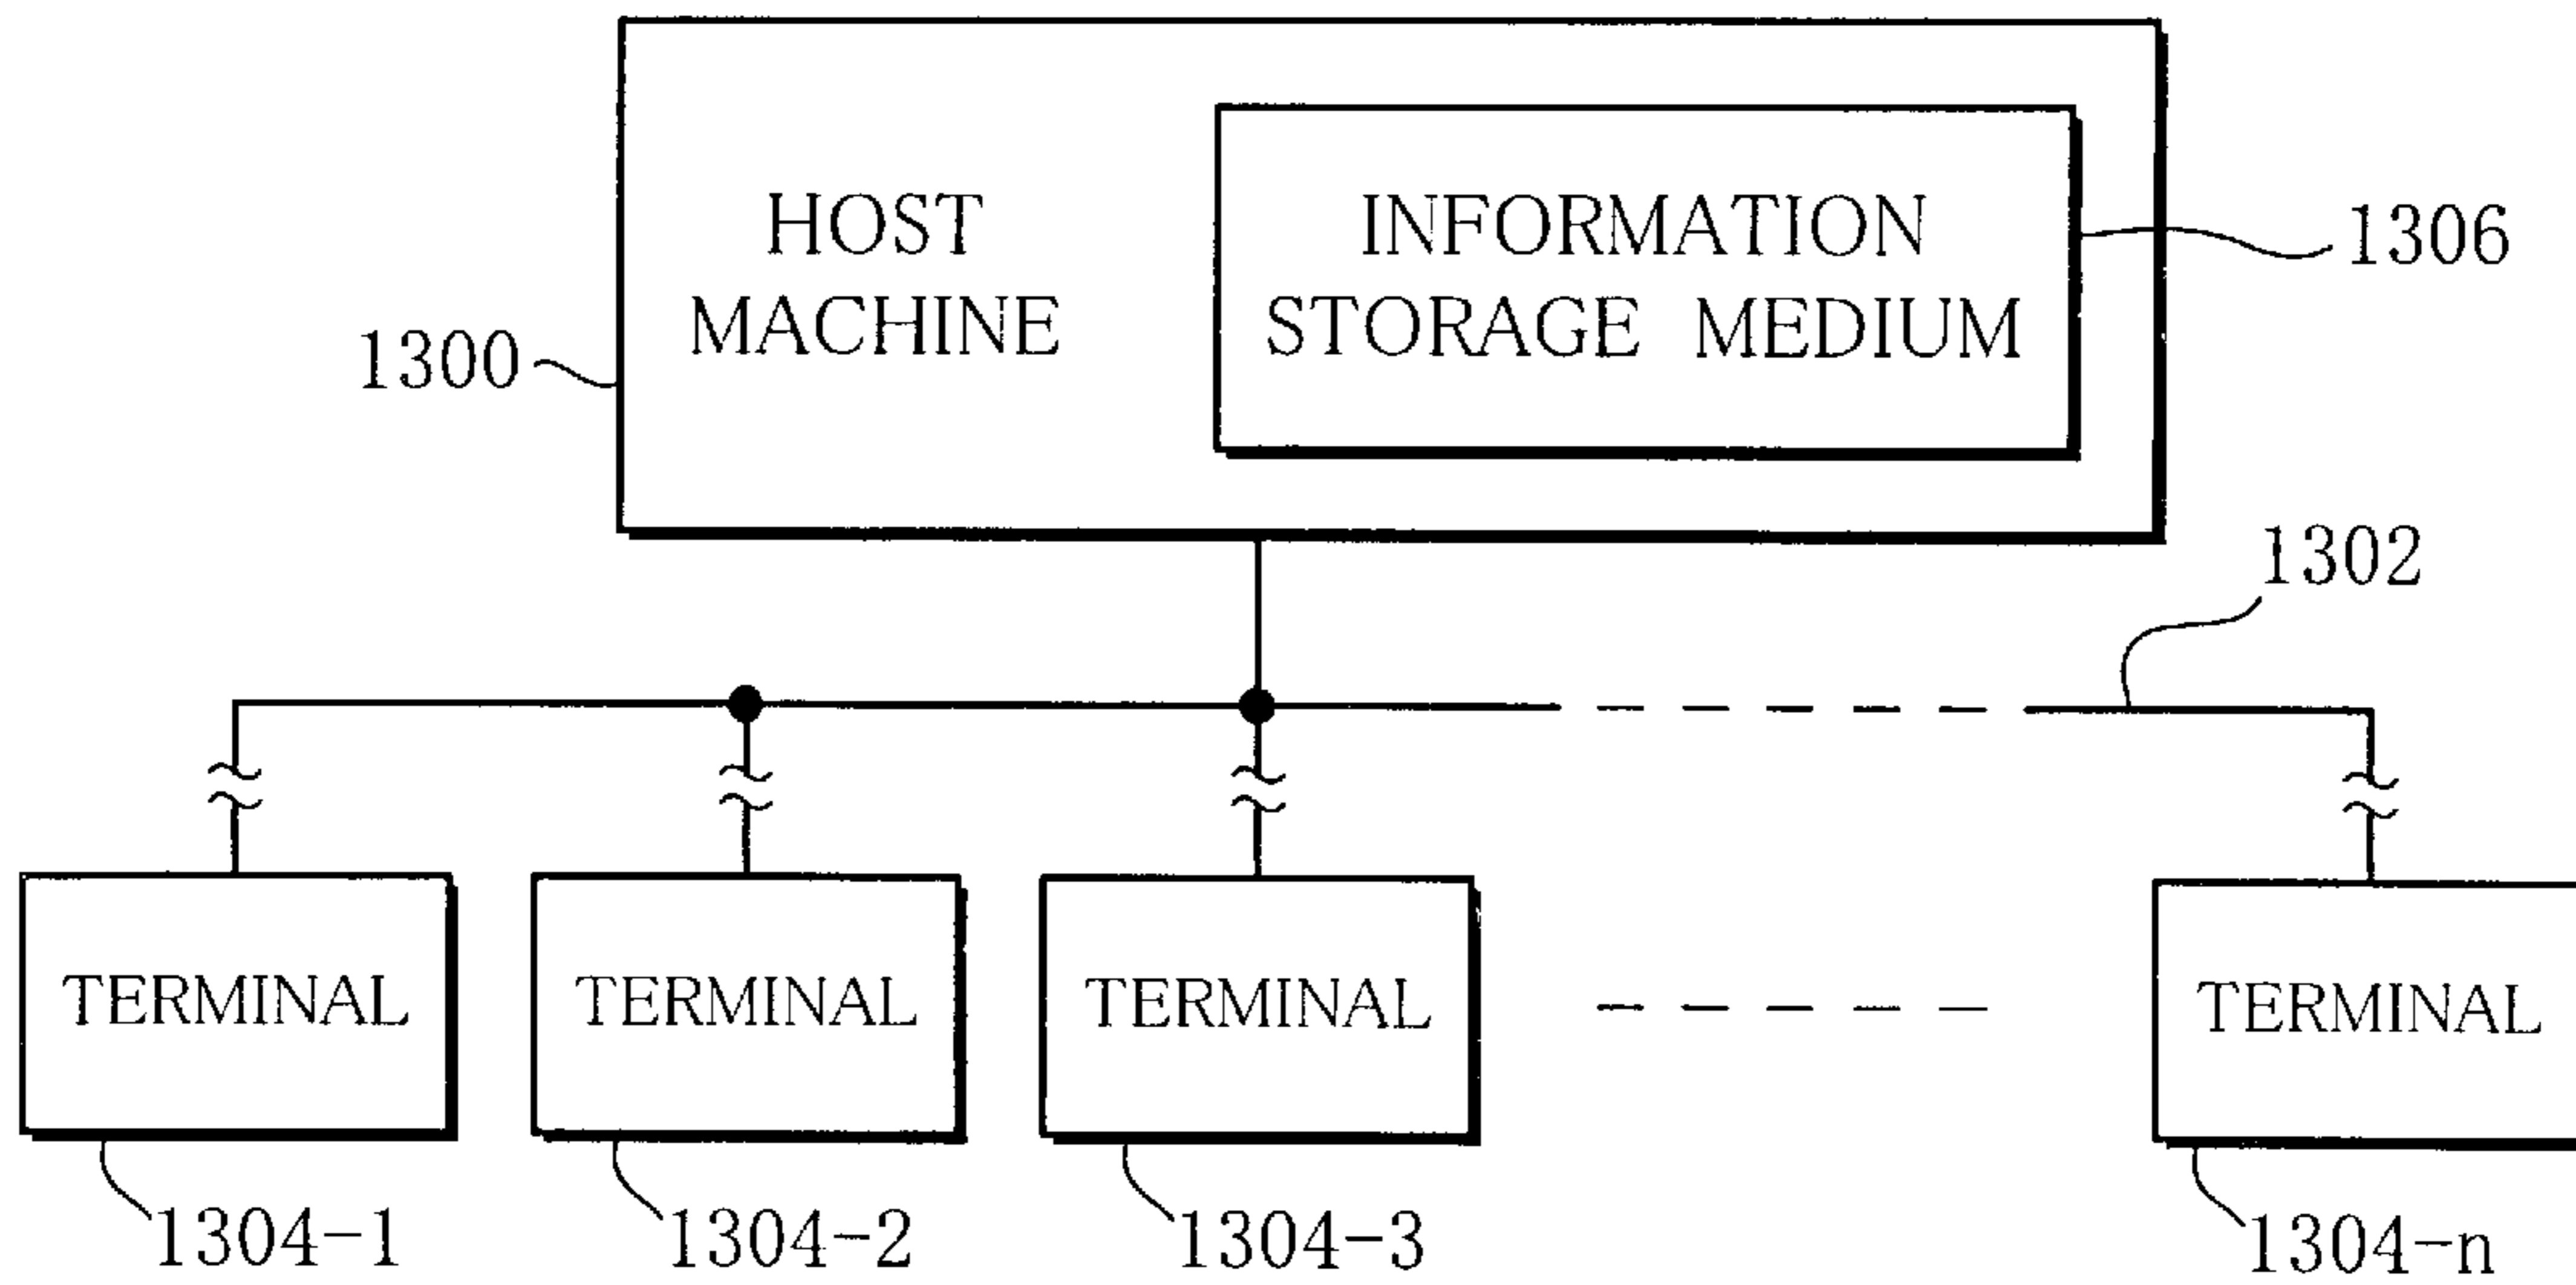 HOST
MACHINE
INFORMATION
STORAGE MEDIUM
1306
1300
1302
TERMINAL
TERMINAL
TERMINAL
TERMINAL
1304-1
1304-2
1304-3
1304-n